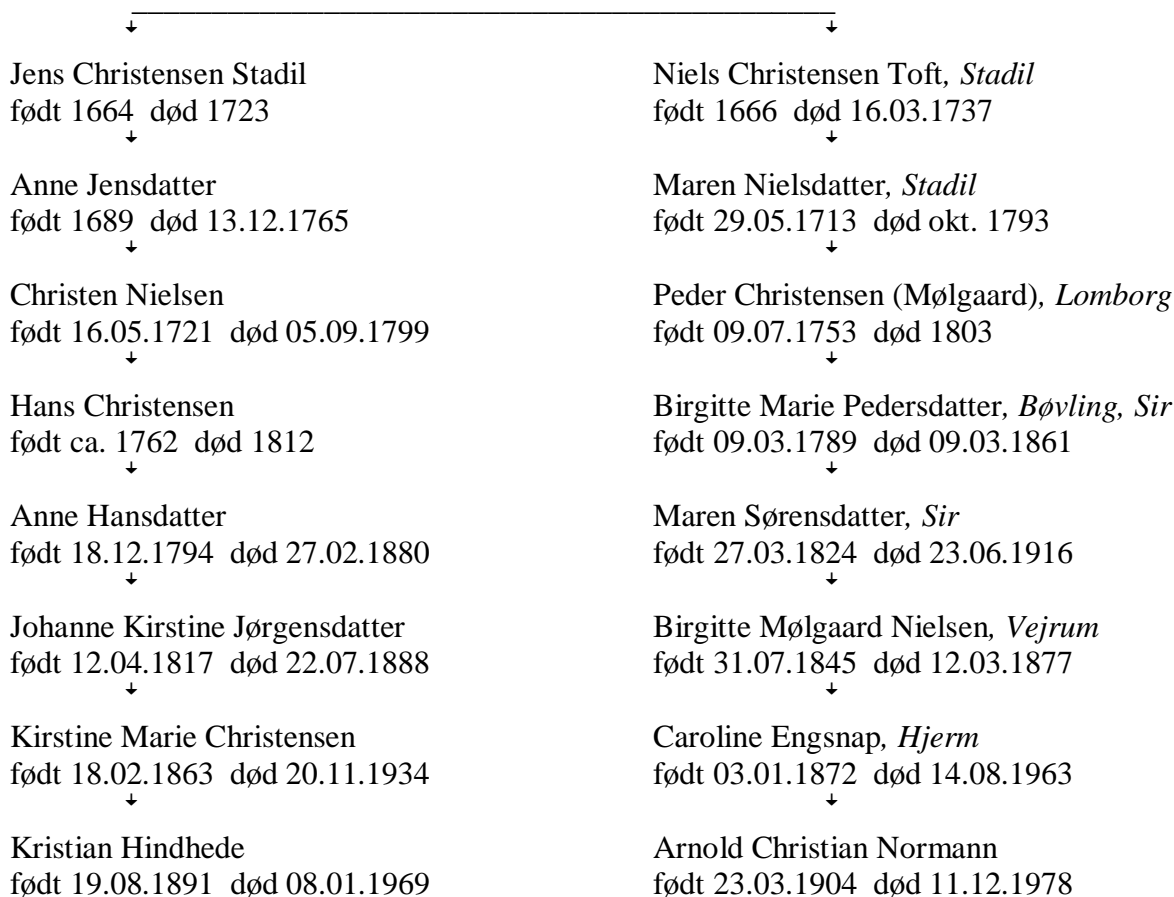 Jens Christensen Stadil
født 1664 død 1723
Anne Jensdatter
født 1689 død 13.12.1765
Christen Nielsen
født 16.05.1721 død 05.09.1799
Hans Christensen
født ca. 1762 død 1812
Anne Hansdatter
født 18.12.1794 død 27.02.1880
Johanne Kirstine Jørgensdatter
født 12.04.1817 død 22.07.1888
Kirstine Marie Christensen
født 18.02.1863 død 20.11.1934
Kristian Hindhede
født 19.08.1891 død 08.01.1969
Niels Christensen Toft, Stadil
født 1666 død 16.03.1737
Maren Nielsdatter, Stadil
født 29.05.1713 død okt. 1793
Peder Christensen (Mølgaard), Lomborg
født 09.07.1753 død 1803
Birgitte Marie Pedersdatter, Bøvling, Sir
født 09.03.1789 død 09.03.1861
Maren Sørensdatter, Sir
født 27.03.1824 død 23.06.1916
Birgitte Mølgaard Nielsen, Vejrum
født 31.07.1845 død 12.03.1877
Caroline Engsnap, Hjerm
født 03.01.1872 død 14.08.1963
Arnold Christian Normann
født 23.03.1904 død 11.12.1978